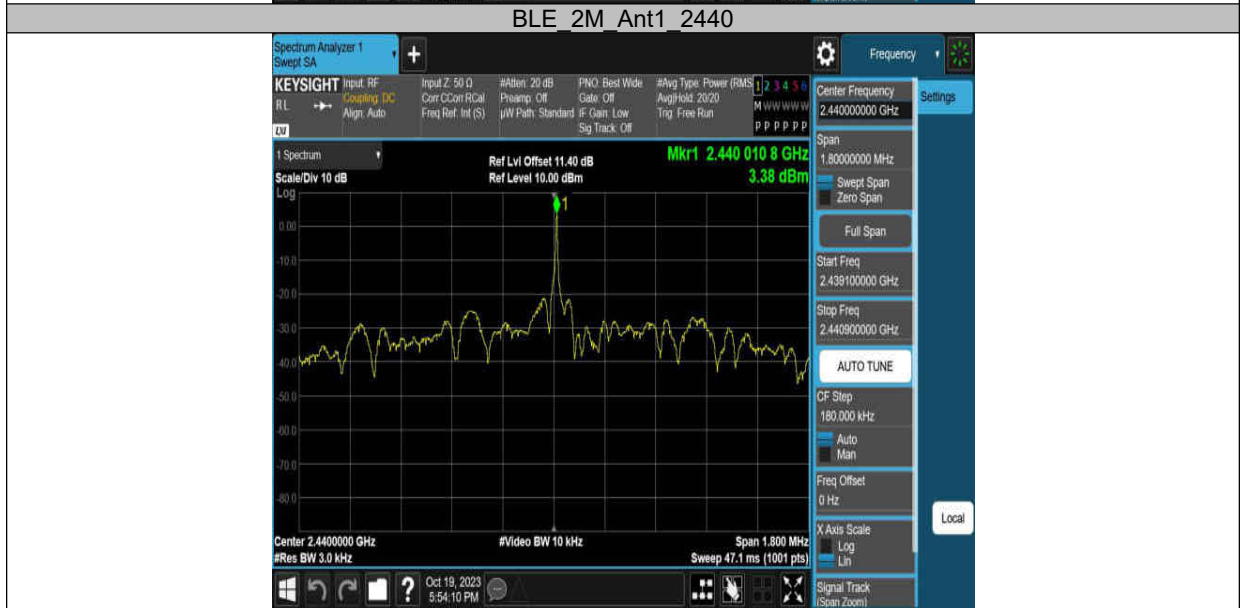 BLE_2M_Ant1_2440
Spectrum Analyzer 1
Swept SA
+
Frequency
KEYSIGHT
Input: RF
Coupling: DC
Align: Auto
RL
LXI
Input Z: 50 Ω
Corr CCorr RCal
Freq Ref: Int (S)
#Atten: 20 dB
Preamp: Off
µW Path: Standard
PNO: Best Wide
Gate: Off
IF Gain: Low
Sig Track: Off
#Avg Type: Power (RMS
Avg|Hold: 20/20
Trig: Free Run
1 2 3 4 5 6
M W W W W W
P P P P P P
1 Spectrum
Scale/Div 10 dB
Ref Lvl Offset 11.40 dB
Ref Level 10.00 dBm
Mkr1 2.440 010 8 GHz
3.38 dBm
Log
1
0.00
-10.0
-20.0
-30.0
-40.0
-50.0
-60.0
-70.0
-80.0
Center 2.4400000 GHz
#Res BW 3.0 kHz
#Video BW 10 kHz
Span 1.800 MHz
Sweep 47.1 ms (1001 pts)
Oct 19, 2023
5:54:10 PM
?
Center Frequency
2.440000000 GHz
Settings
Span
1.80000000 MHz
Swept Span
Zero Span
Full Span
Start Freq
2.439100000 GHz
Stop Freq
2.440900000 GHz
AUTO TUNE
CF Step
180.000 kHz
Auto
Man
Freq Offset
0 Hz
X Axis Scale
Log
Lin
Local
Signal Track
(Span Zoom)